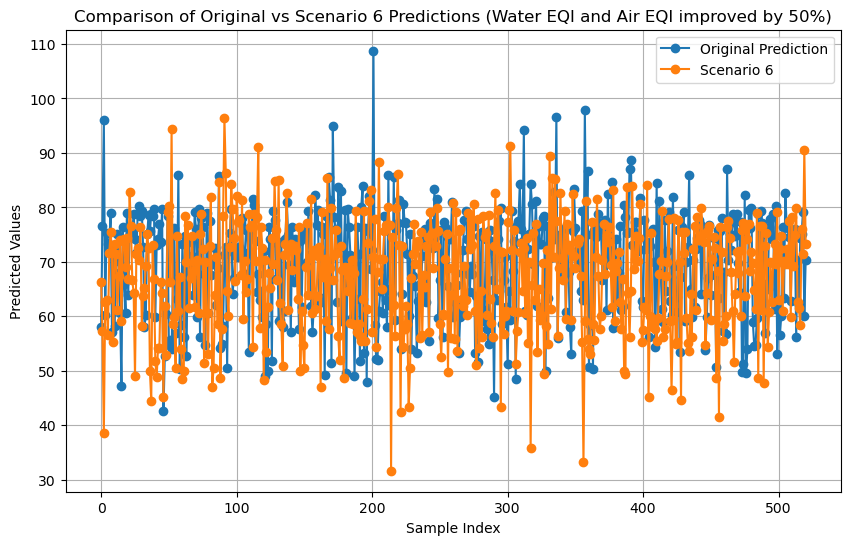 Comparison of Original vs Scenario 6 Predictions (Water EQI and Air EQI improved by 50%)
Original Prediction
Scenario 6
Predicted Values
110
100
90
80
70
60
50
40
30
0 100 200 300 400 500
Sample Index